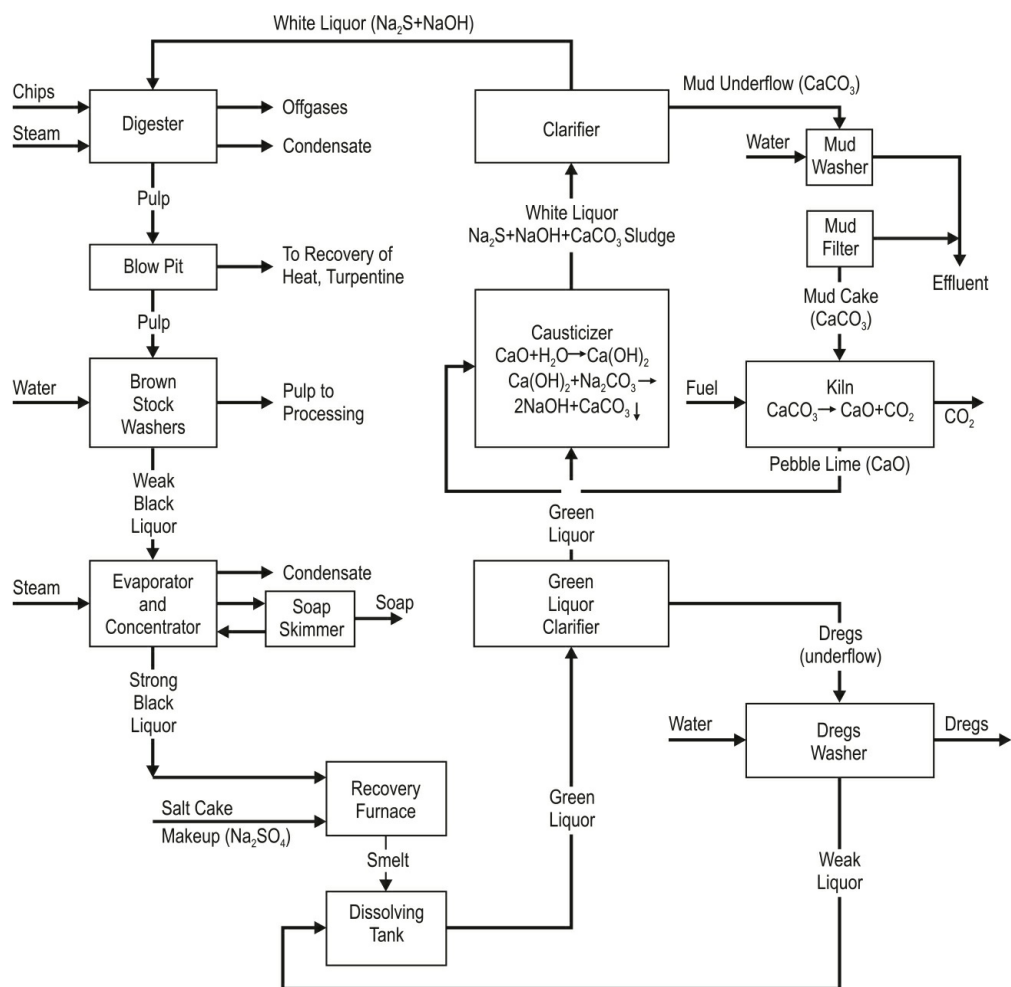 White Liquor (Na₂S+NaOH)
Chips
Steam
Digester
Offgases
Condensate
Pulp
Blow Pit
To Recovery of
Heat, Turpentine
Pulp
Water
Brown
Stock
Washers
Pulp to
Processing
Weak
Black
Liquor
Steam
Evaporator
and
Concentrator
Condensate
Soap
Skimmer
Soap
Strong
Black
Liquor
Salt Cake
Makeup (Na₂SO₄)
Recovery
Furnace
Smelt
Dissolving
Tank
Clarifier
White Liquor
Na₂S+NaOH+CaCO₃ Sludge
Causticizer
CaO+H₂O→Ca(OH)₂
Ca(OH)₂+Na₂CO₃→
2NaOH+CaCO₃↓
Green
Liquor
Green
Liquor
Clarifier
Green
Liquor
Mud Underflow (CaCO₃)
Water
Mud
Washer
Mud
Filter
Effluent
Mud Cake
(CaCO₃)
Fuel
Kiln
CaCO₃→CaO+CO₂
CO₂
Pebble Lime (CaO)
Dregs
(underflow)
Water
Dregs
Washer
Dregs
Weak
Liquor